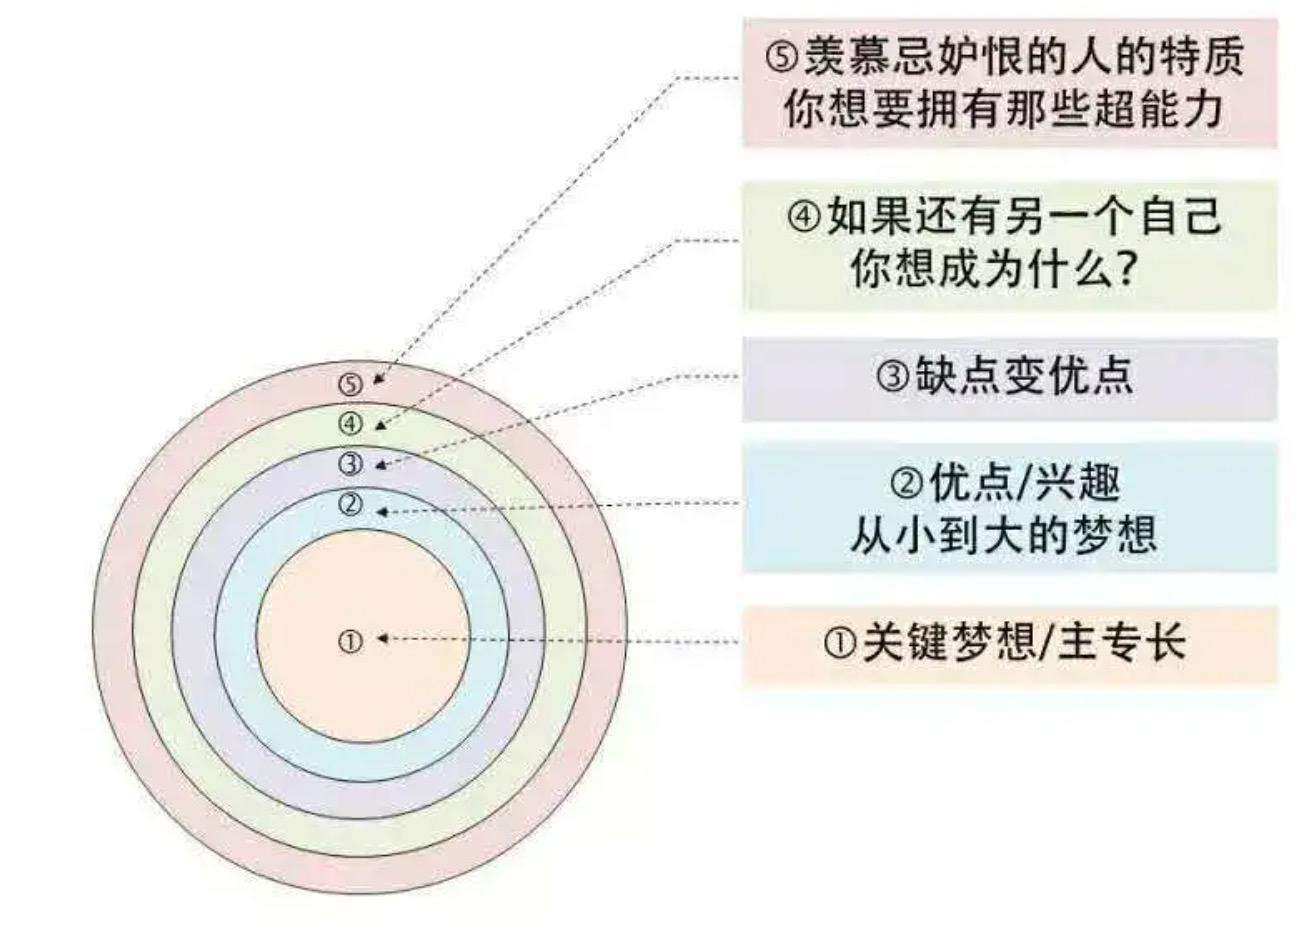 ⑤羡慕忌妒恨的人的特质
你想要拥有那些超能力
④如果还有另一个自己
你想成为什么?
③缺点变优点
②优点/兴趣
从小到大的梦想
①关键梦想/主专长
⑤
④
③
②
①